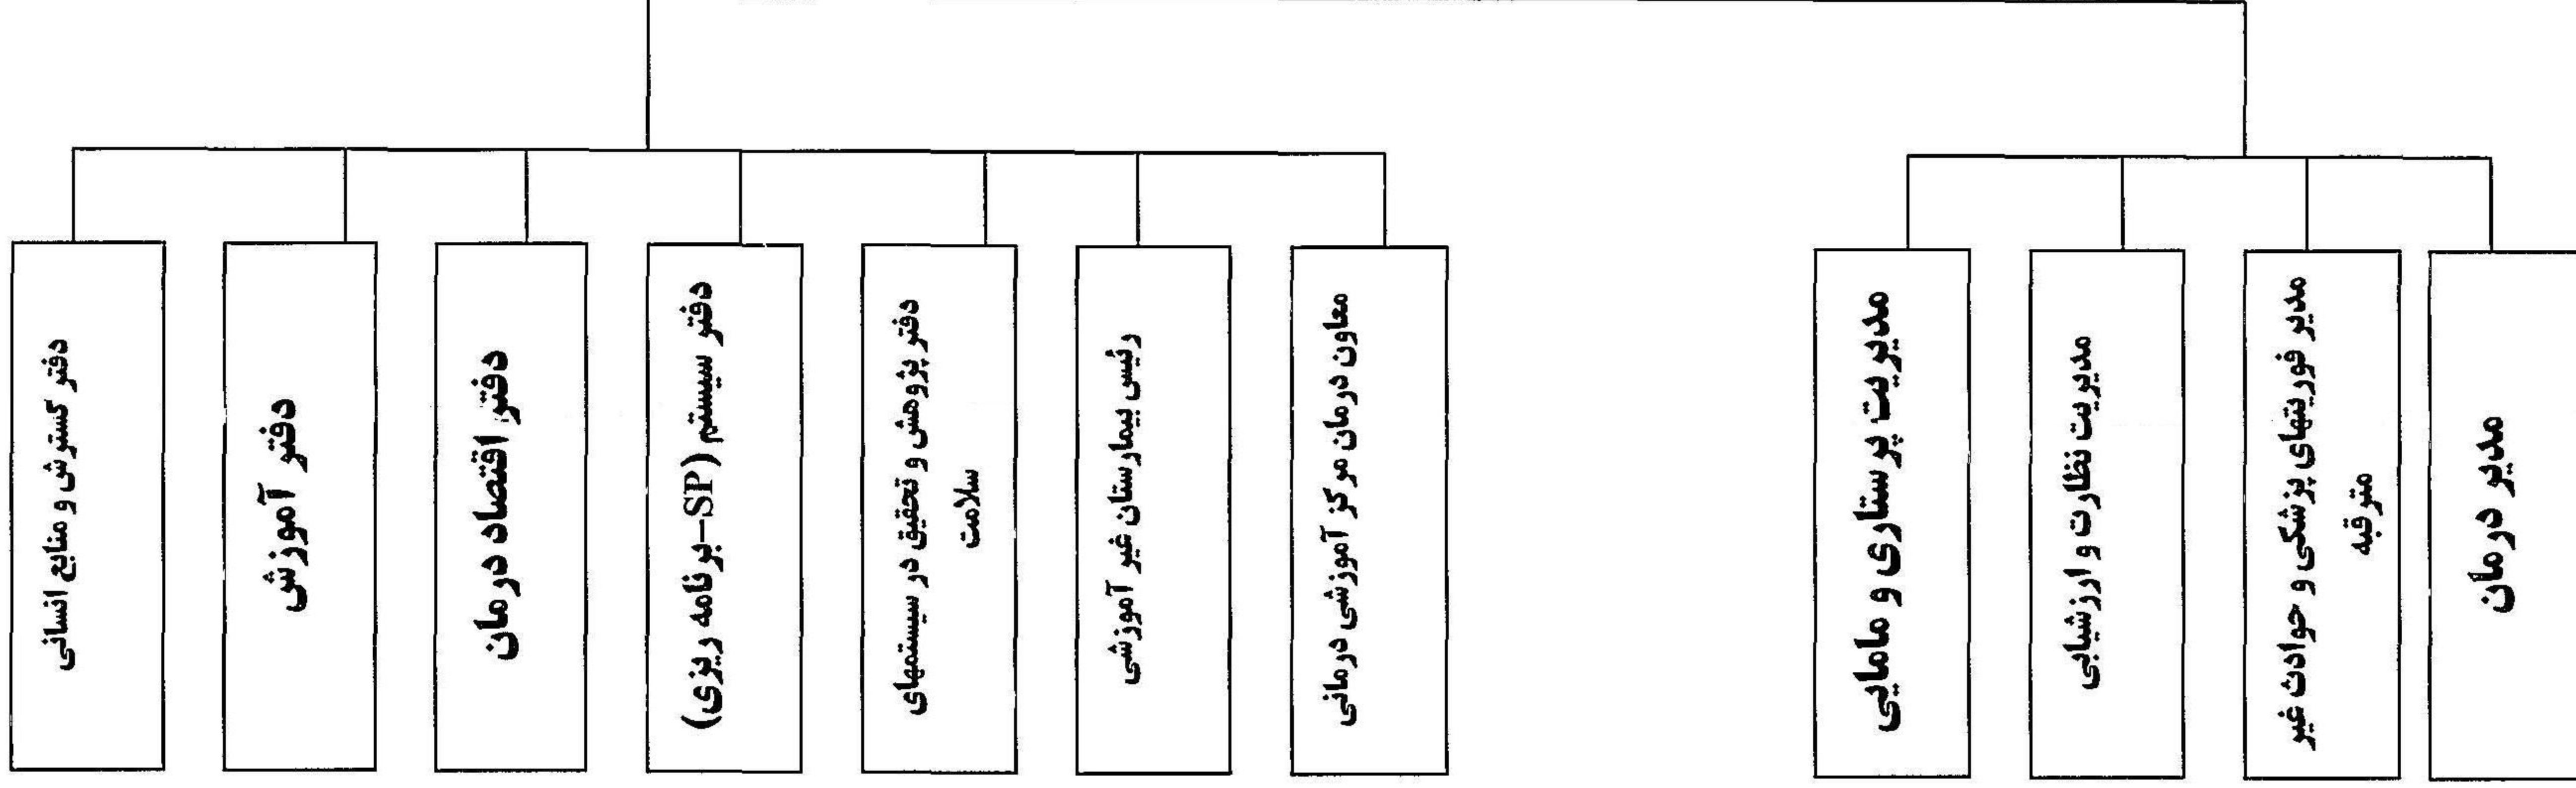 مدیر درمان
مدیر فوریتهای پزشکی و حوادث غیر
مترقبه
مدیریت نظارت و ارزشیابی
مدیریت پرستاری و مامایی
معاون درمان مرکز آموزشی درمانی
رئیس بیمارستان غیر آموزشی
دفتر پژوهش و تحقیق در سیستمهای
سلامت
دفتر سیستم (SP–برنامه ریزی)
دفتر اقتصاد درمان
دفتر آموزش
دفتر گسترش و منابع انسانی